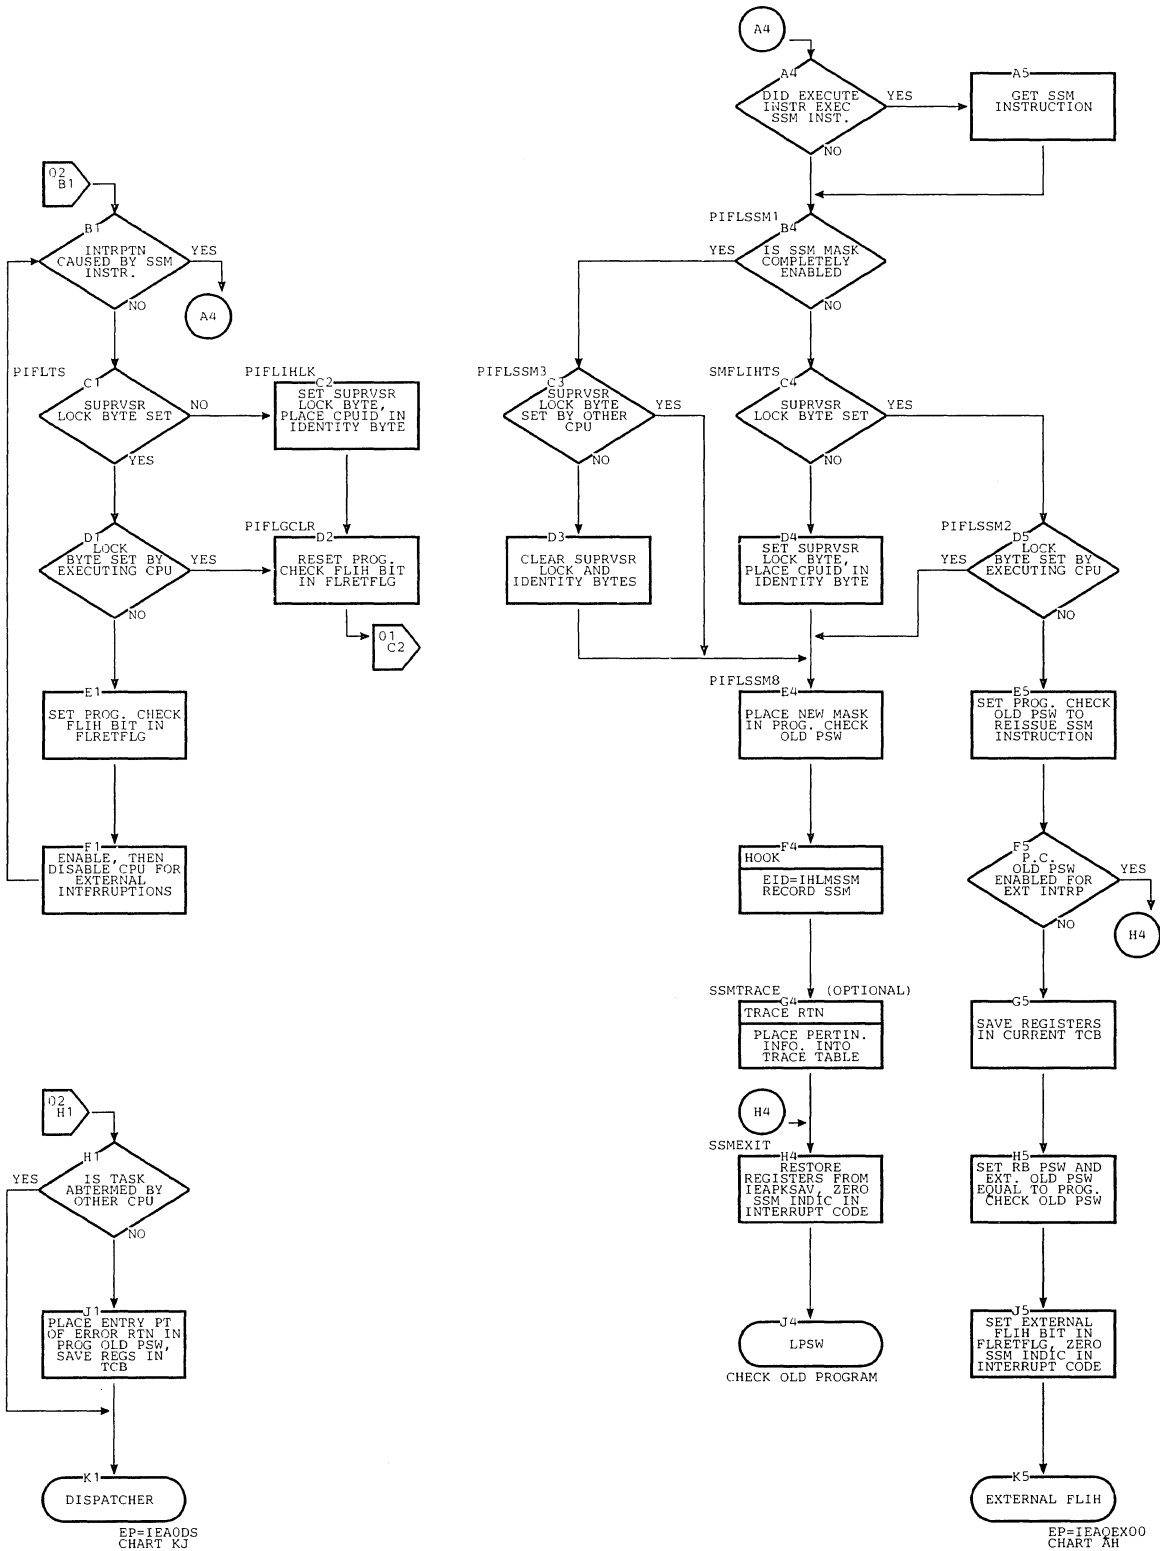 A4
A4
DID EXECUTE
INSTR EXEC
SSM INST.
YES
NO
A5
GET SSM
INSTRUCTION
02
B1
B1
INTRPTN
CAUSED BY SSM
INSTR.
YES
NO
A4
PIFLSSM1
B4
IS SSM MASK
COMPLETELY
ENABLED
YES
NO
PIFLTS
C1
SUPRVSR
LOCK BYTE SET
NO
YES
PIFLIHLK
C2
SET SUPRVSR
LOCK BYTE,
PLACE CPUID IN
IDENTITY BYTE
PIFLSSM3
C3
SUPRVSR
LOCK BYTE
SET BY OTHER
CPU
YES
NO
SMFLIHTS
C4
SUPRVSR
LOCK BYTE SET
YES
NO
D1
LOCK
BYTE SET BY
EXECUTING CPU
YES
NO
PIFLGCLR
D2
RESET PROG.
CHECK FLIH BIT
IN FLRETFLG
01
C2
D3
CLEAR SUPRVSR
LOCK AND
IDENTITY BYTES
D4
SET SUPRVSR
LOCK BYTE,
PLACE CPUID IN
IDENTITY BYTE
PIFLSSM2
D5
LOCK
BYTE SET BY
EXECUTING CPU
YES
NO
E1
SET PROG. CHECK
FLIH BIT IN
FLRETFLG
PIFLSSM8
E4
PLACE NEW MASK
IN PROG. CHECK
OLD PSW
E5
SET PROG. CHECK
OLD PSW TO
REISSUE SSM
INSTRUCTION
F1
ENABLE, THEN
DISABLE CPU FOR
EXTERNAL
INTERRUPTIONS
F4
HOOK
EID=IHLMSSM
RECORD SSM
F5
P.C.
OLD PSW
ENABLED FOR
EXT INTRP
YES
NO
H4
SSMTRACE (OPTIONAL)
G4
TRACE RTN
PLACE PERTIN.
INFO. INTO
TRACE TABLE
G5
SAVE REGISTERS
IN CURRENT TCB
02
H1
H1
IS TASK
ABTERMED BY
OTHER CPU
YES
NO
H4
SSMEXIT
H4
RESTORE
REGISTERS FROM
IEAPKSAV, ZERO
SSM INDIC IN
INTERRUPT CODE
H5
SET RB PSW AND
EXT. OLD PSW
EQUAL TO PROG.
CHECK OLD PSW
J1
PLACE ENTRY PT
OF ERROR RTN IN
PROG OLD PSW,
SAVE REGS IN
TCB
J4
LPSW
CHECK OLD PROGRAM
J5
SET EXTERNAL
FLIH BIT IN
FLRETFLG, ZERO
SSM INDIC IN
INTERRUPT CODE
K1
DISPATCHER
EP=IEA0DS
CHART KJ
K5
EXTERNAL FLIH
EP=IEAQEX00
CHART AH